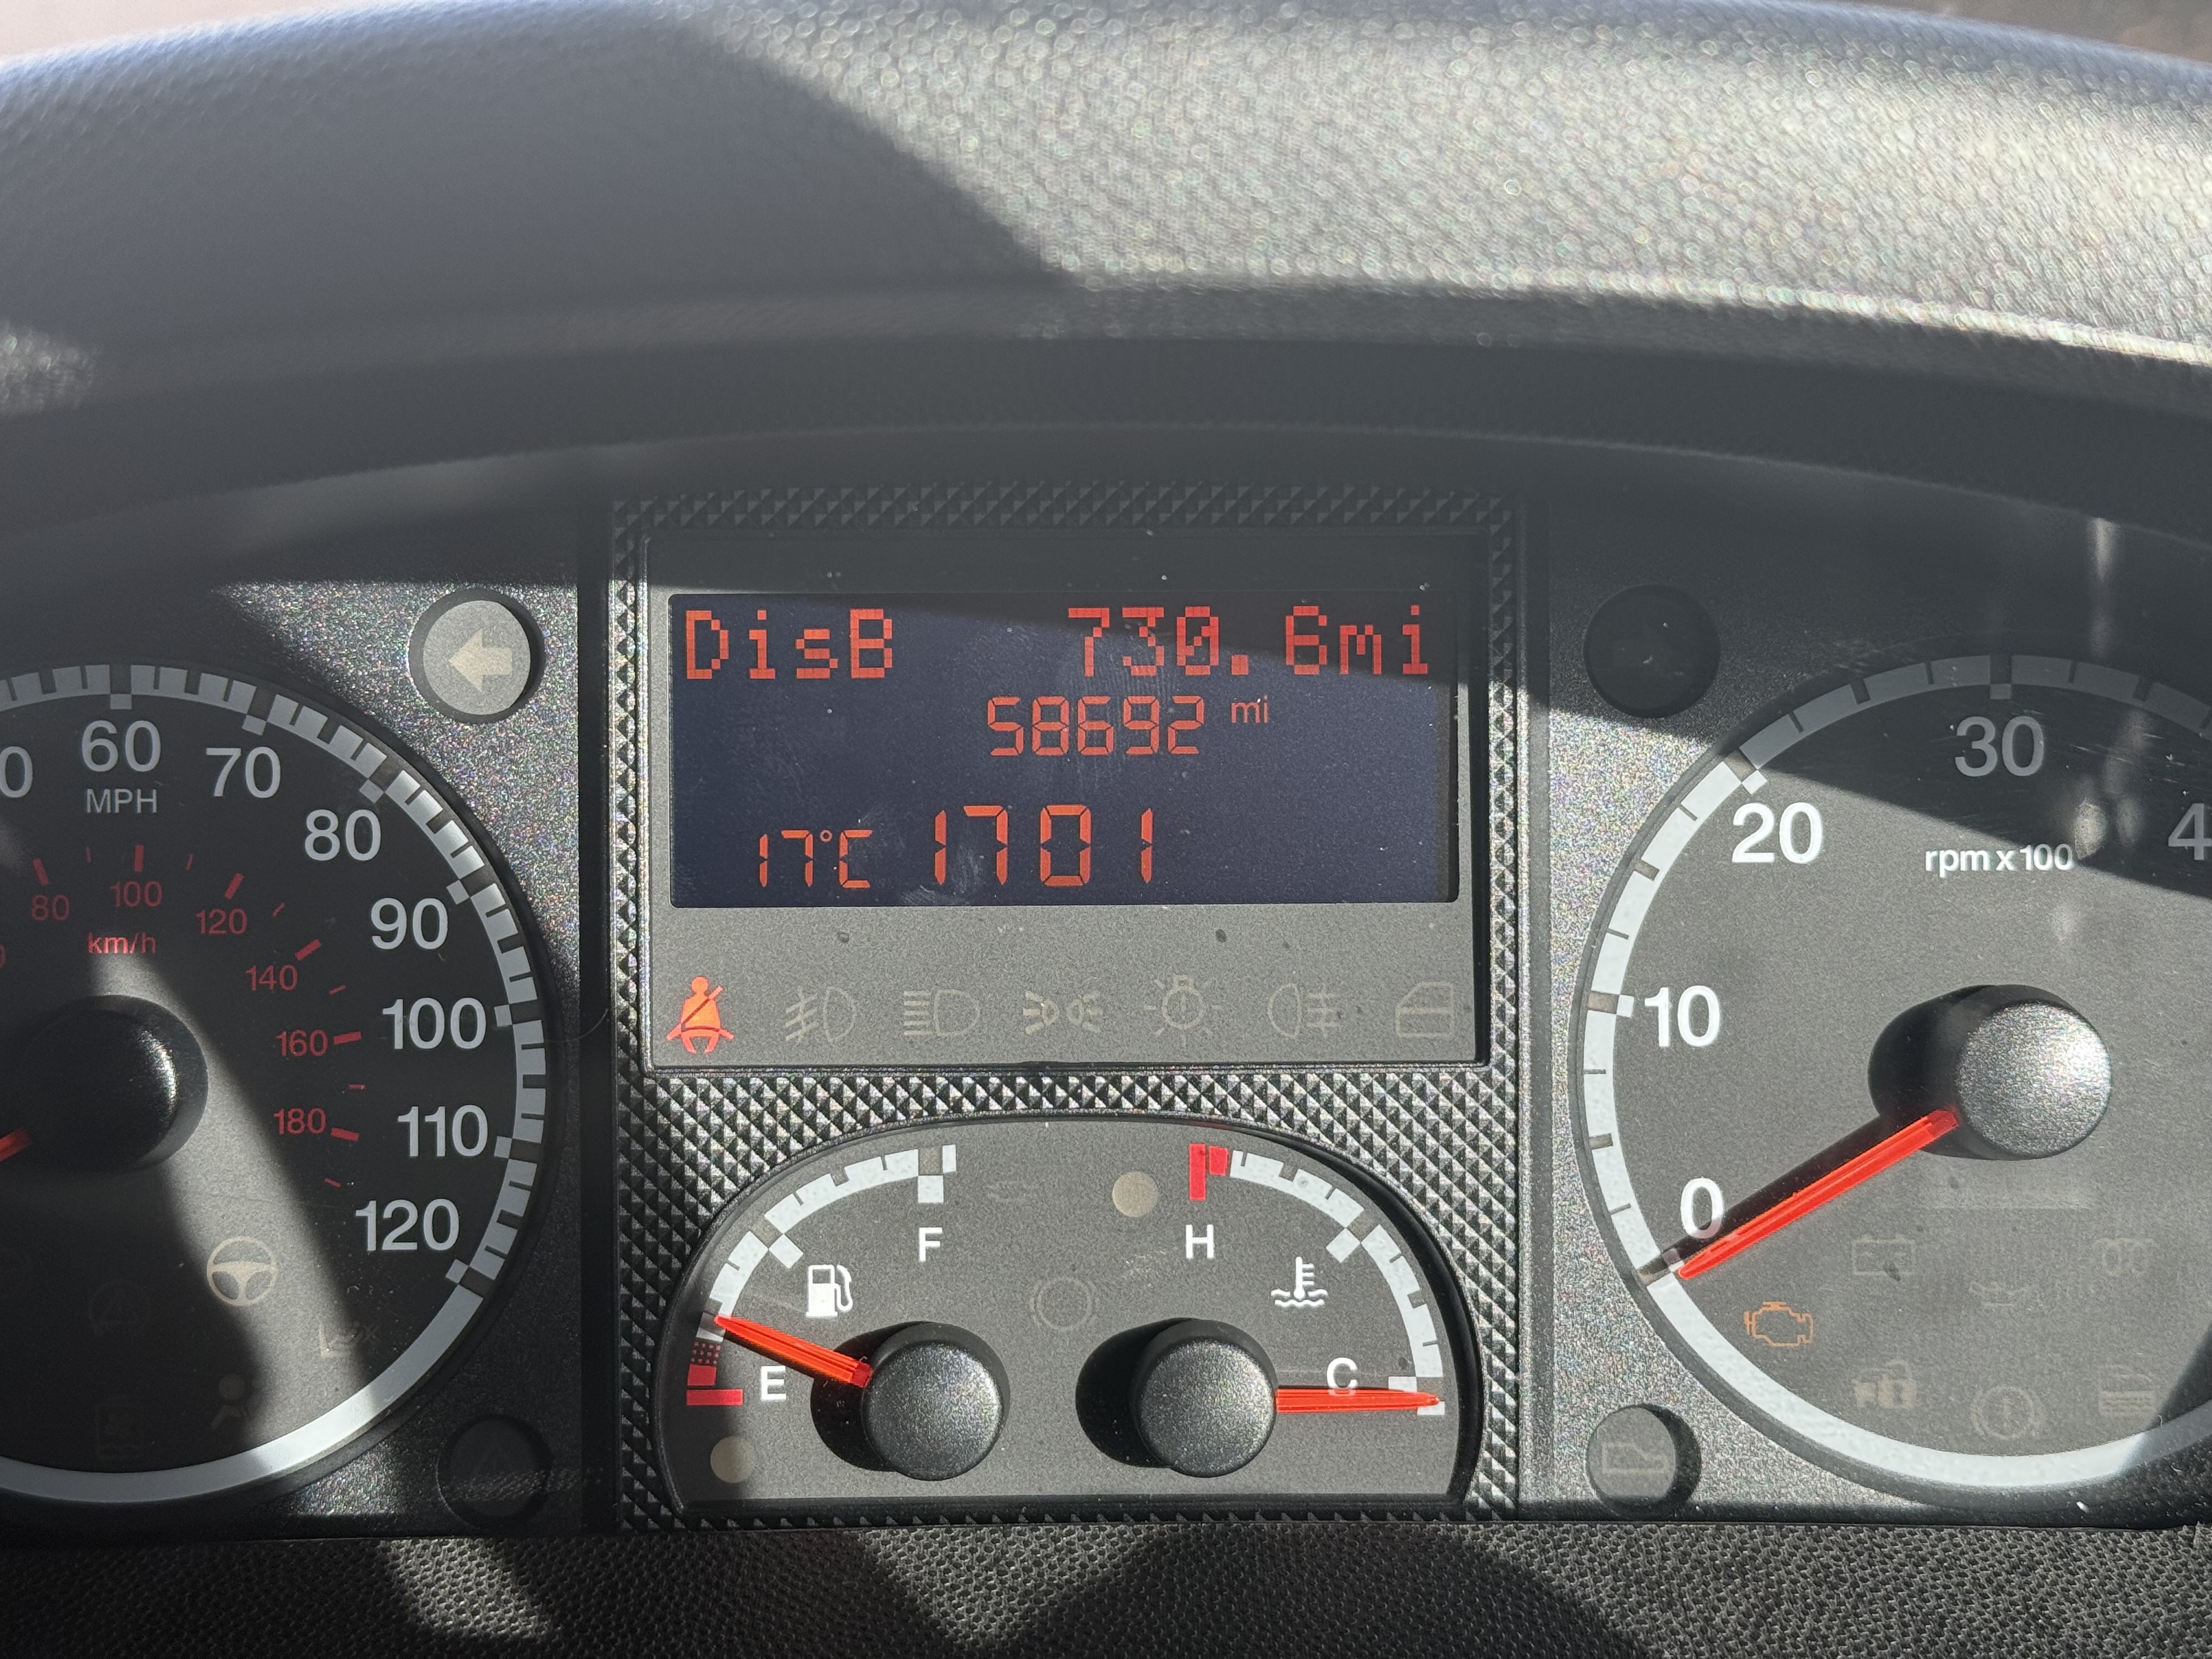 DisB 730.6mi
58692 mi
17°C 1701
60 70 80 90 100 110 120
MPH
80 100 120 140 160 180
km/h
F
E
H
C
0 10 20 30
rpm x 100